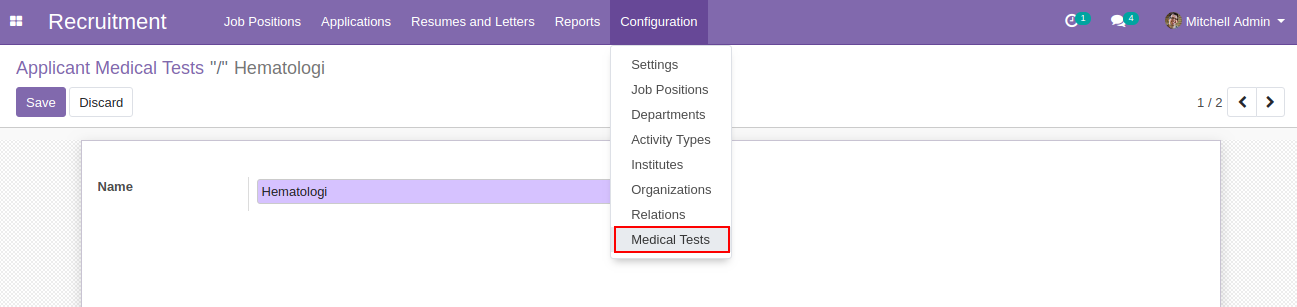 Recruitment Job Positions Applications Resumes and Letters Reports Configuration 1 4 Mitchell Admin
Applicant Medical Tests "/" Hematologi
Save Discard
1 / 2
Settings
Job Positions
Departments
Activity Types
Institutes
Organizations
Relations
Medical Tests
Name Hematologi